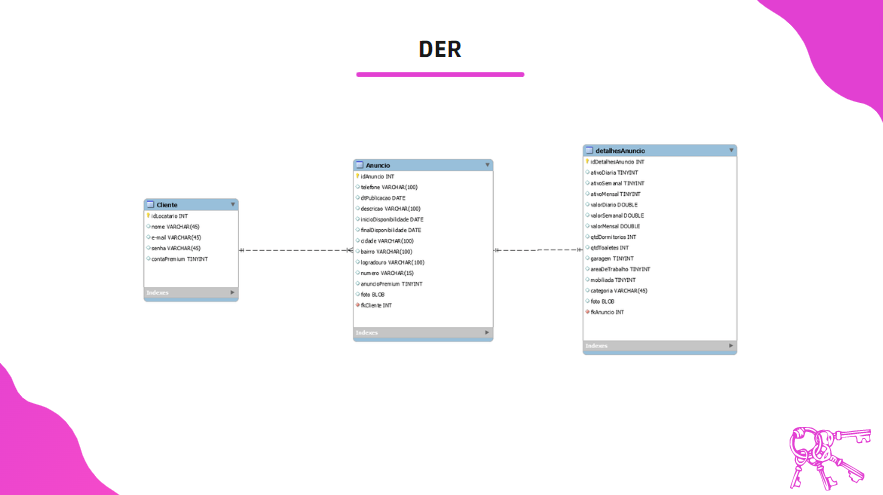 DER
Cliente
idLocatario INT
nome VARCHAR(45)
e-mail VARCHAR(45)
senha VARCHAR(45)
contaPremium TINYINT
Indexes
Anuncio
idAnuncio INT
telefone VARCHAR(100)
dtPublicacao DATE
descricao VARCHAR(100)
inicioDisponibilidade DATE
finalDisponibilidade DATE
cidade VARCHAR(100)
bairro VARCHAR(100)
logradouro VARCHAR(100)
numero VARCHAR(15)
anuncioPremium TINYINT
foto BLOB
fkCliente INT
Indexes
detalhesAnuncio
idDetalhesAnuncio INT
ativoDiaria TINYINT
ativoSemanal TINYINT
ativoMensal TINYINT
valorDiario DOUBLE
valorSemanal DOUBLE
valorMensal DOUBLE
qtdDormitorios INT
qtdToaletes INT
garagem TINYINT
areaDeTrabalho TINYINT
mobiliada TINYINT
categoria VARCHAR(45)
foto BLOB
fkAnuncio INT
Indexes